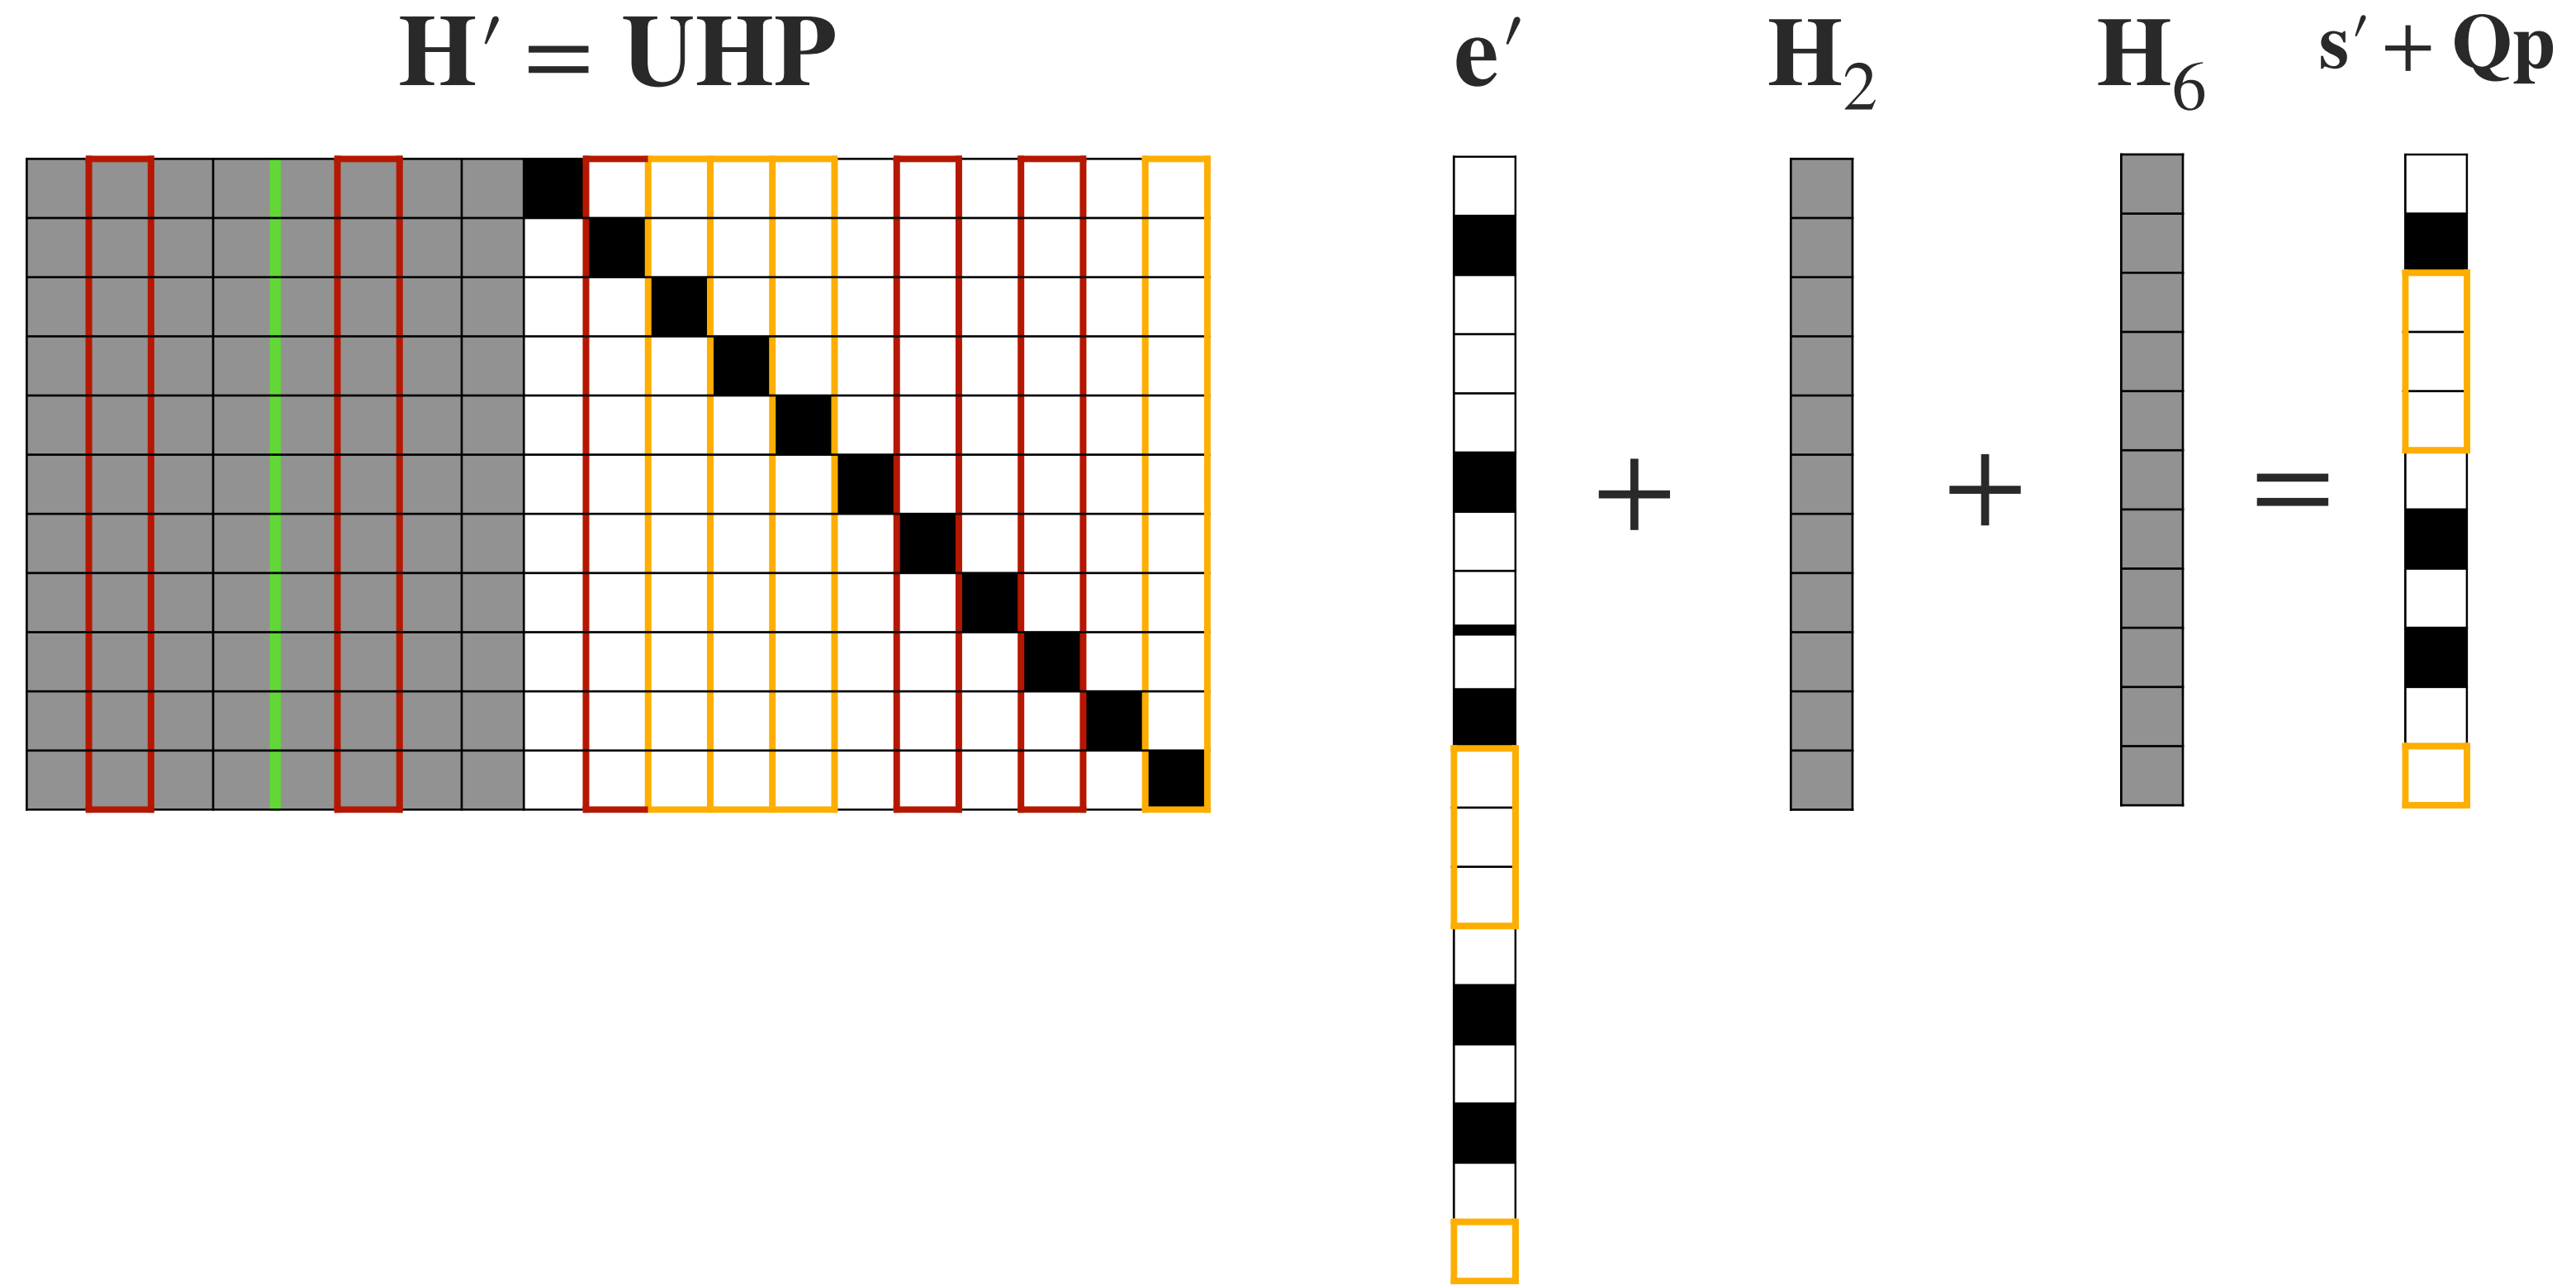 H′ = UHP e′ H₂ H₆ s′ + Qp
+ + =